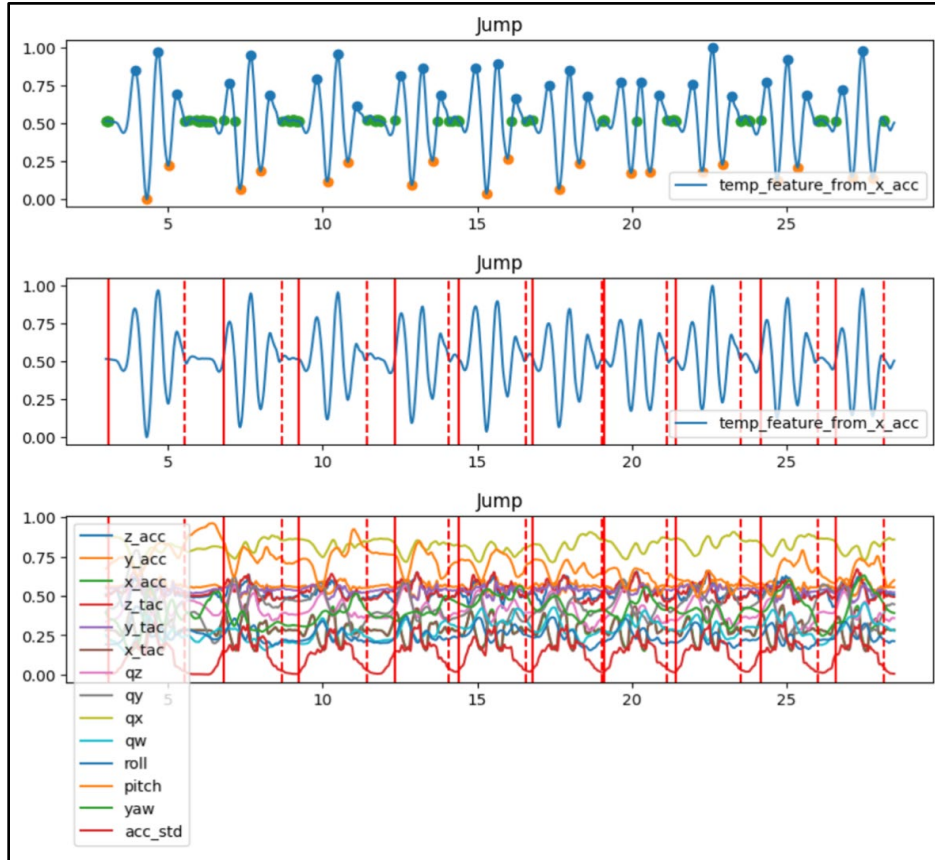 Jump
1.00
0.75
0.50
0.25
0.00
temp_feature_from_x_acc
5 10 15 20 25
Jump
1.00
0.75
0.50
0.25
0.00
temp_feature_from_x_acc
5 10 15 20 25
Jump
1.00
0.75
0.50
0.25
0.00
z_acc
y_acc
x_acc
z_tac
y_tac
x_tac
qz
qy
qx
qw
roll
pitch
yaw
acc_std
5 10 15 20 25